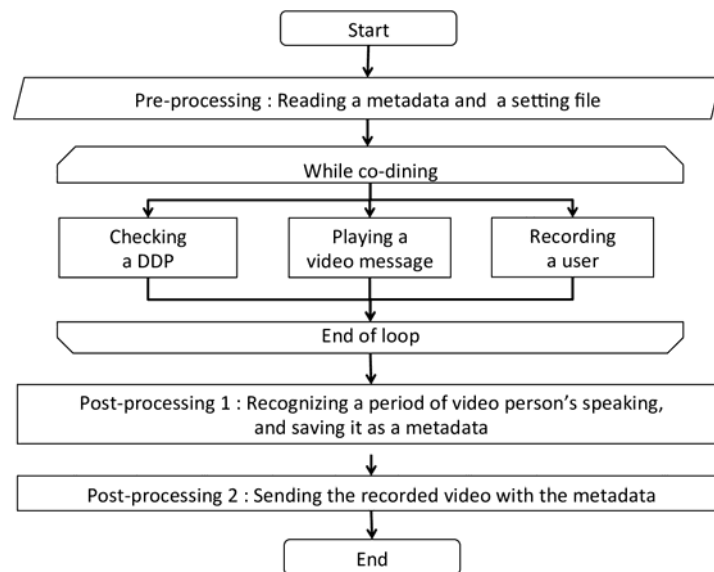 Start
Pre-processing : Reading a metadata and a setting file
While co-dining
Checking
a DDP
Playing a
video message
Recording
a user
End of loop
Post-processing 1 : Recognizing a period of video person's speaking,
and saving it as a metadata
Post-processing 2 : Sending the recorded video with the metadata
End